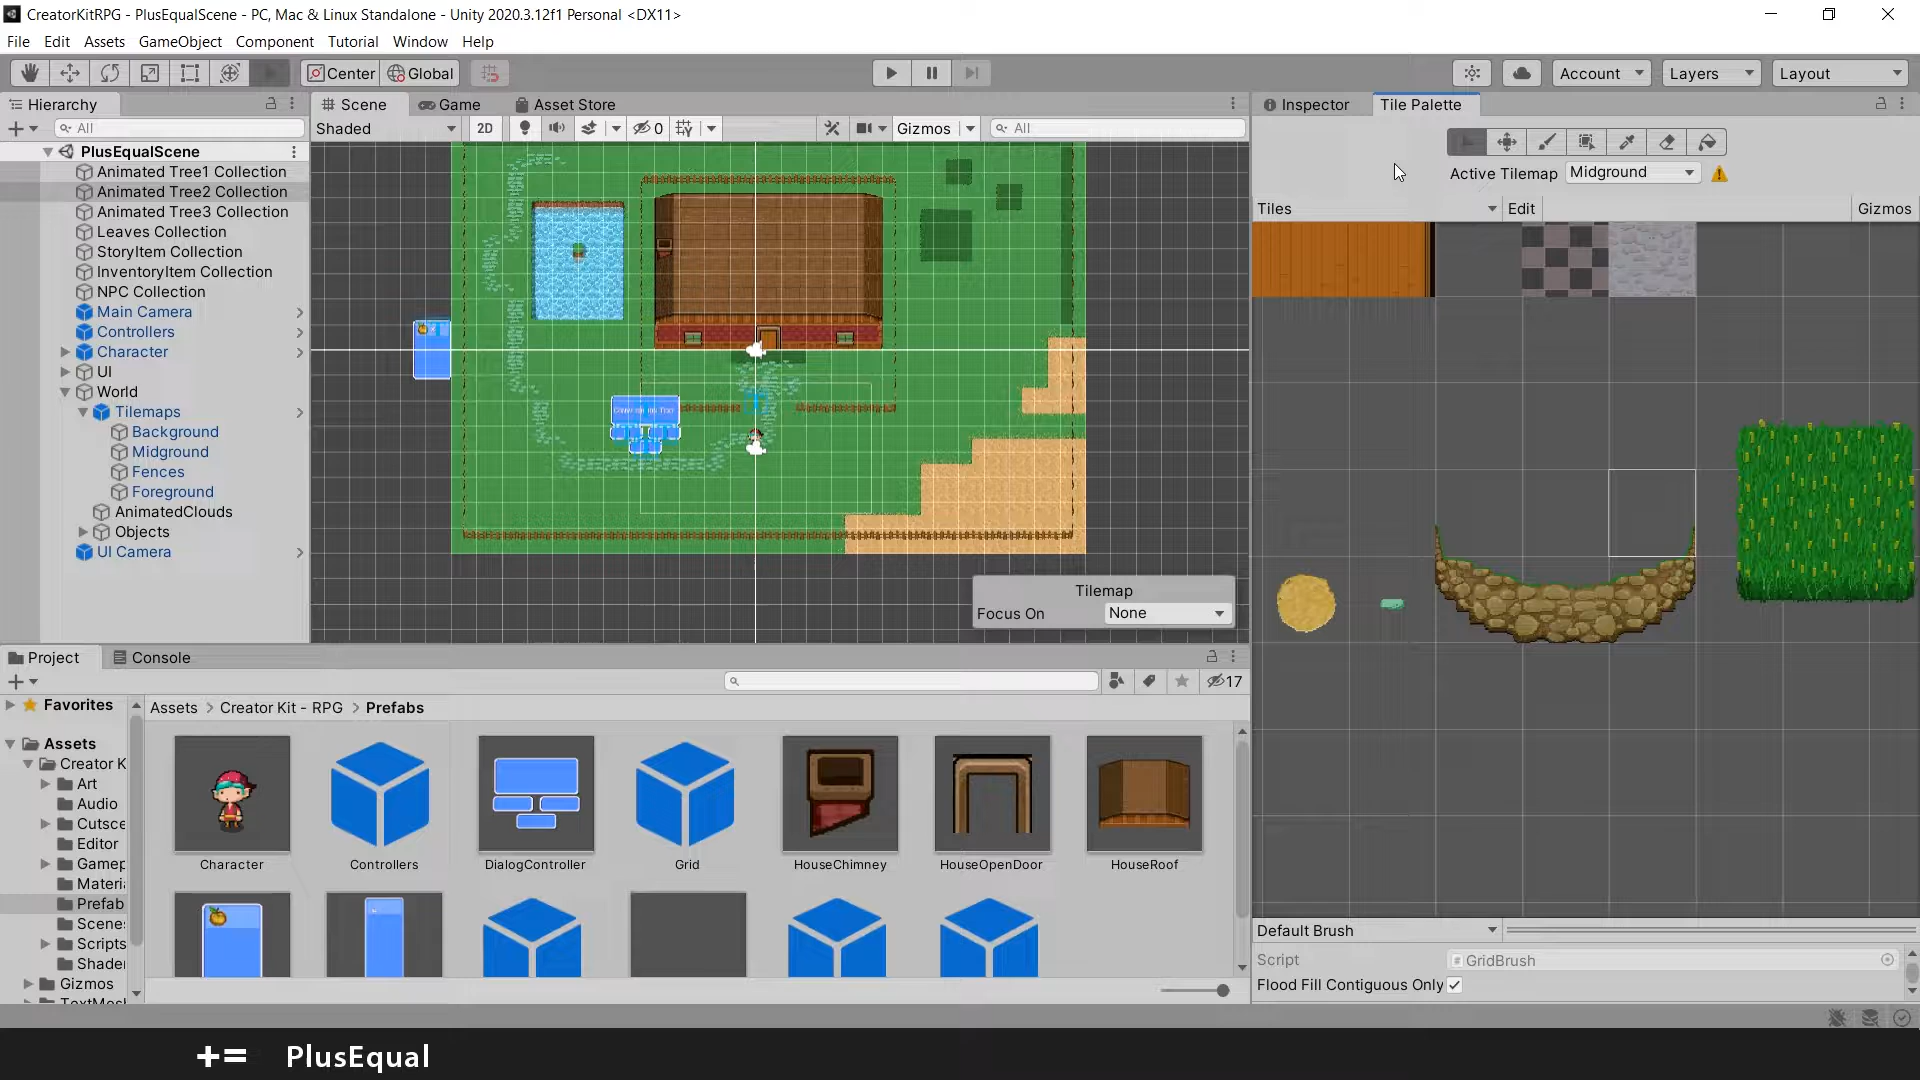 CreatorKitRPG - PlusEqualScene - PC, Mac & Linux Standalone - Unity 2020.3.12f1 Personal <DX11>
File Edit Assets GameObject Component Tutorial Window Help
Center Global Account Layers Layout
Hierarchy
All
PlusEqualScene
Animated Tree1 Collection
Animated Tree2 Collection
Animated Tree3 Collection
Leaves Collection
StoryItem Collection
InventoryItem Collection
NPC Collection
Main Camera
Controllers
Character
UI
World
Tilemaps
Background
Midground
Fences
Foreground
AnimatedClouds
Objects
UI Camera
Scene Game Asset Store
Shaded 2D 0 Gizmos All
Tilemap
Focus On None
Inspector Tile Palette
Active Tilemap Midground
Tiles Edit Gizmos
Default Brush
Script GridBrush
Flood Fill Contiguous Only
Project Console
17
Favorites
Assets
Creator K
Art
Audio
Cutsce
Editor
Gamep
Materia
Prefab
Scenes
Scripts
Shader
Gizmos
Assets > Creator Kit - RPG > Prefabs
Character Controllers DialogController Grid HouseChimney HouseOpenDoor HouseRoof
+= PlusEqual